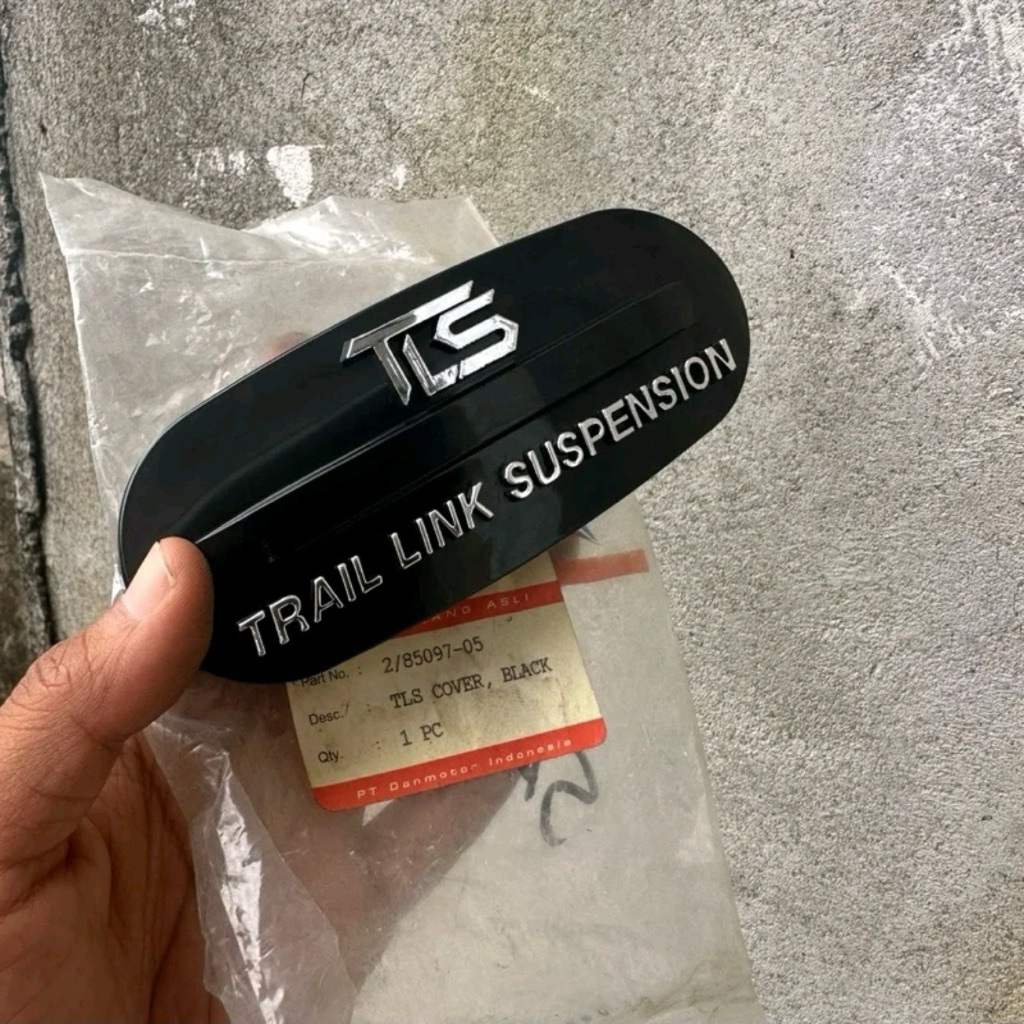 TLS
TRAIL LINK SUSPENSION
ASLI
Part No. : 2/85097-05
Desc. : TLS COVER, BLACK
Qty. : 1 PC
PT Danmotor Indonesia